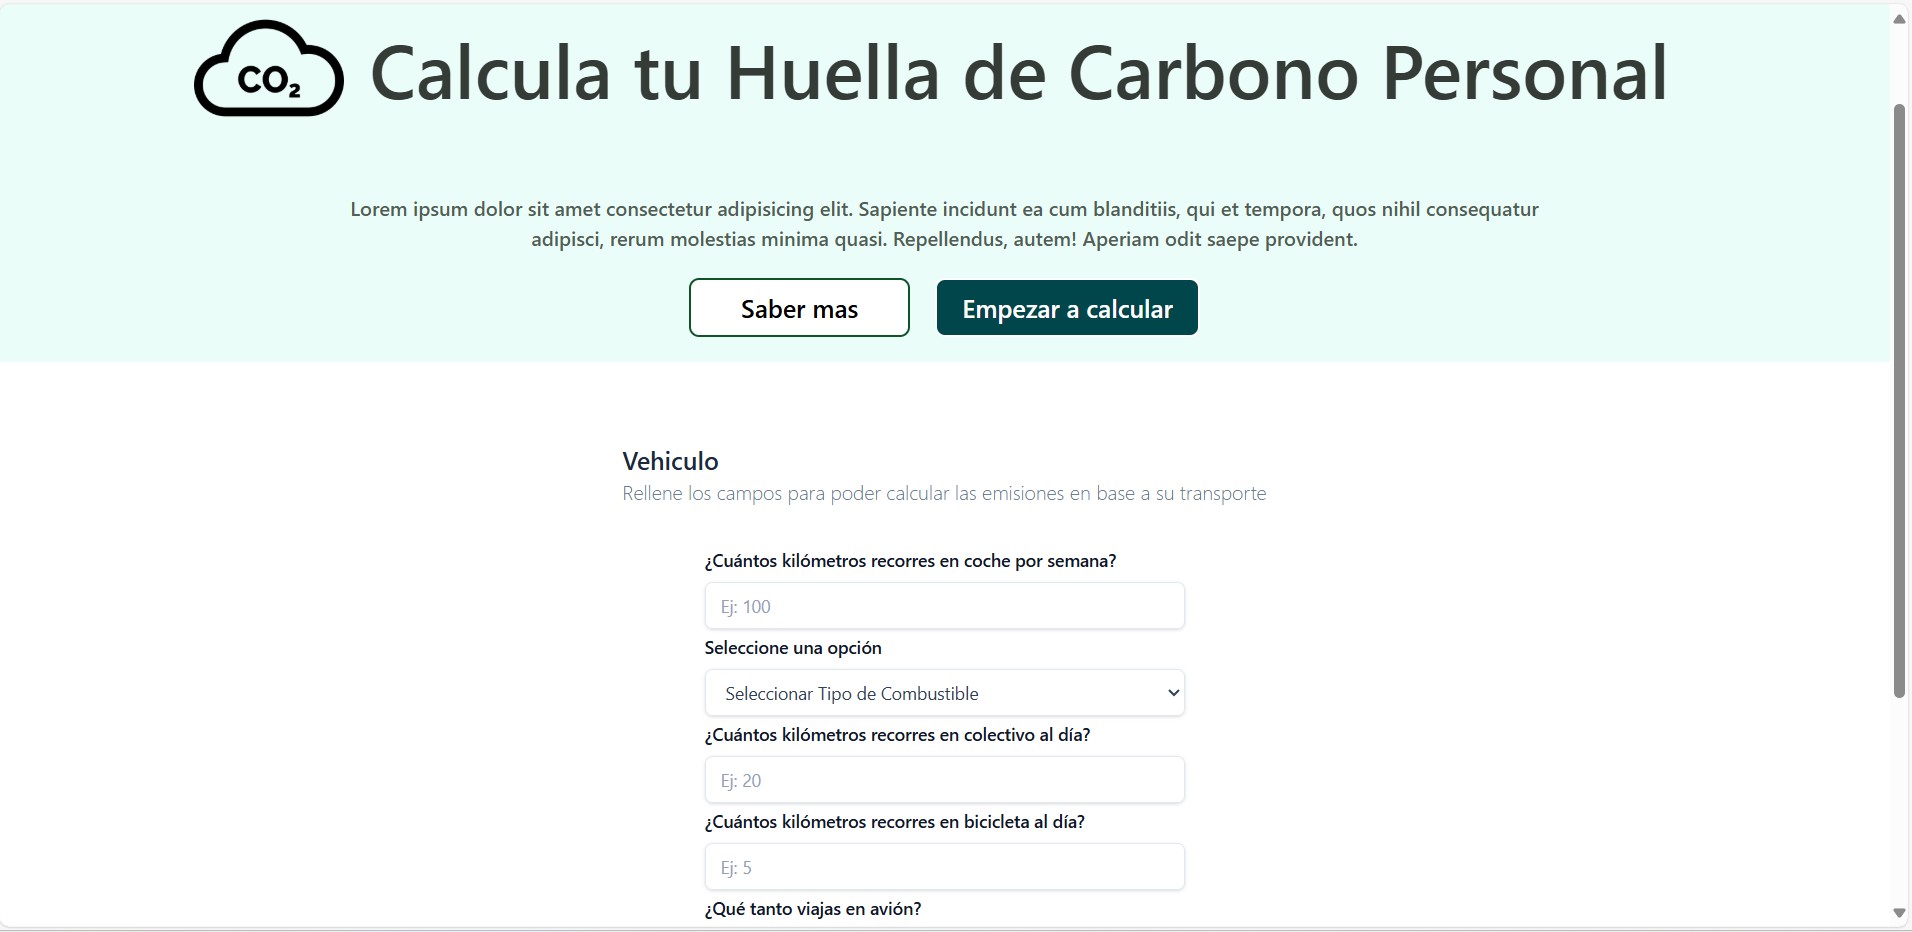 CO₂
Calcula tu Huella de Carbono Personal
Lorem ipsum dolor sit amet consectetur adipisicing elit. Sapiente incidunt ea cum blanditiis, qui et tempora, quos nihil consequatur
adipisci, rerum molestias minima quasi. Repellendus, autem! Aperiam odit saepe provident.
Saber mas
Empezar a calcular
Vehiculo
Rellene los campos para poder calcular las emisiones en base a su transporte
¿Cuántos kilómetros recorres en coche por semana?
Ej: 100
Seleccione una opción
Seleccionar Tipo de Combustible
¿Cuántos kilómetros recorres en colectivo al día?
Ej: 20
¿Cuántos kilómetros recorres en bicicleta al día?
Ej: 5
¿Qué tanto viajas en avión?